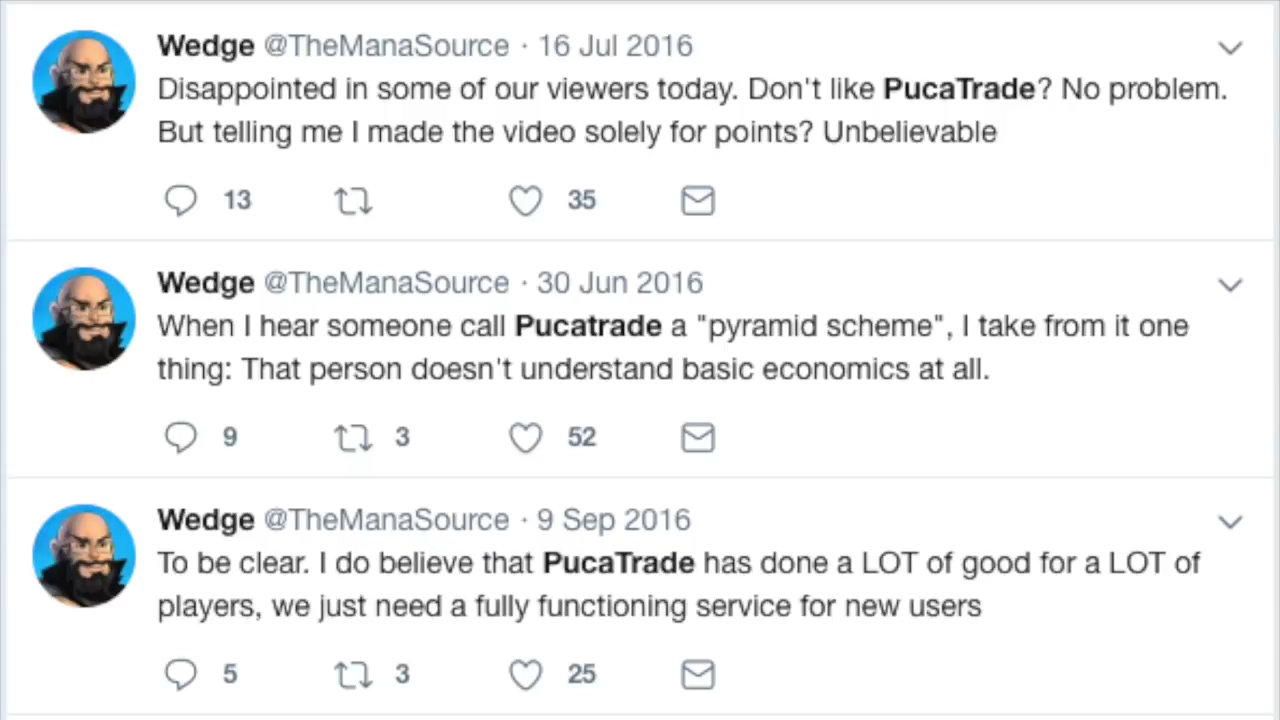 Wedge @TheManaSource · 16 Jul 2016
Disappointed in some of our viewers today. Don't like PucaTrade? No problem.
But telling me I made the video solely for points? Unbelievable
13 35
Wedge @TheManaSource · 30 Jun 2016
When I hear someone call Pucatrade a "pyramid scheme", I take from it one
thing: That person doesn't understand basic economics at all.
9 3 52
Wedge @TheManaSource · 9 Sep 2016
To be clear. I do believe that PucaTrade has done a LOT of good for a LOT of
players, we just need a fully functioning service for new users
5 3 25